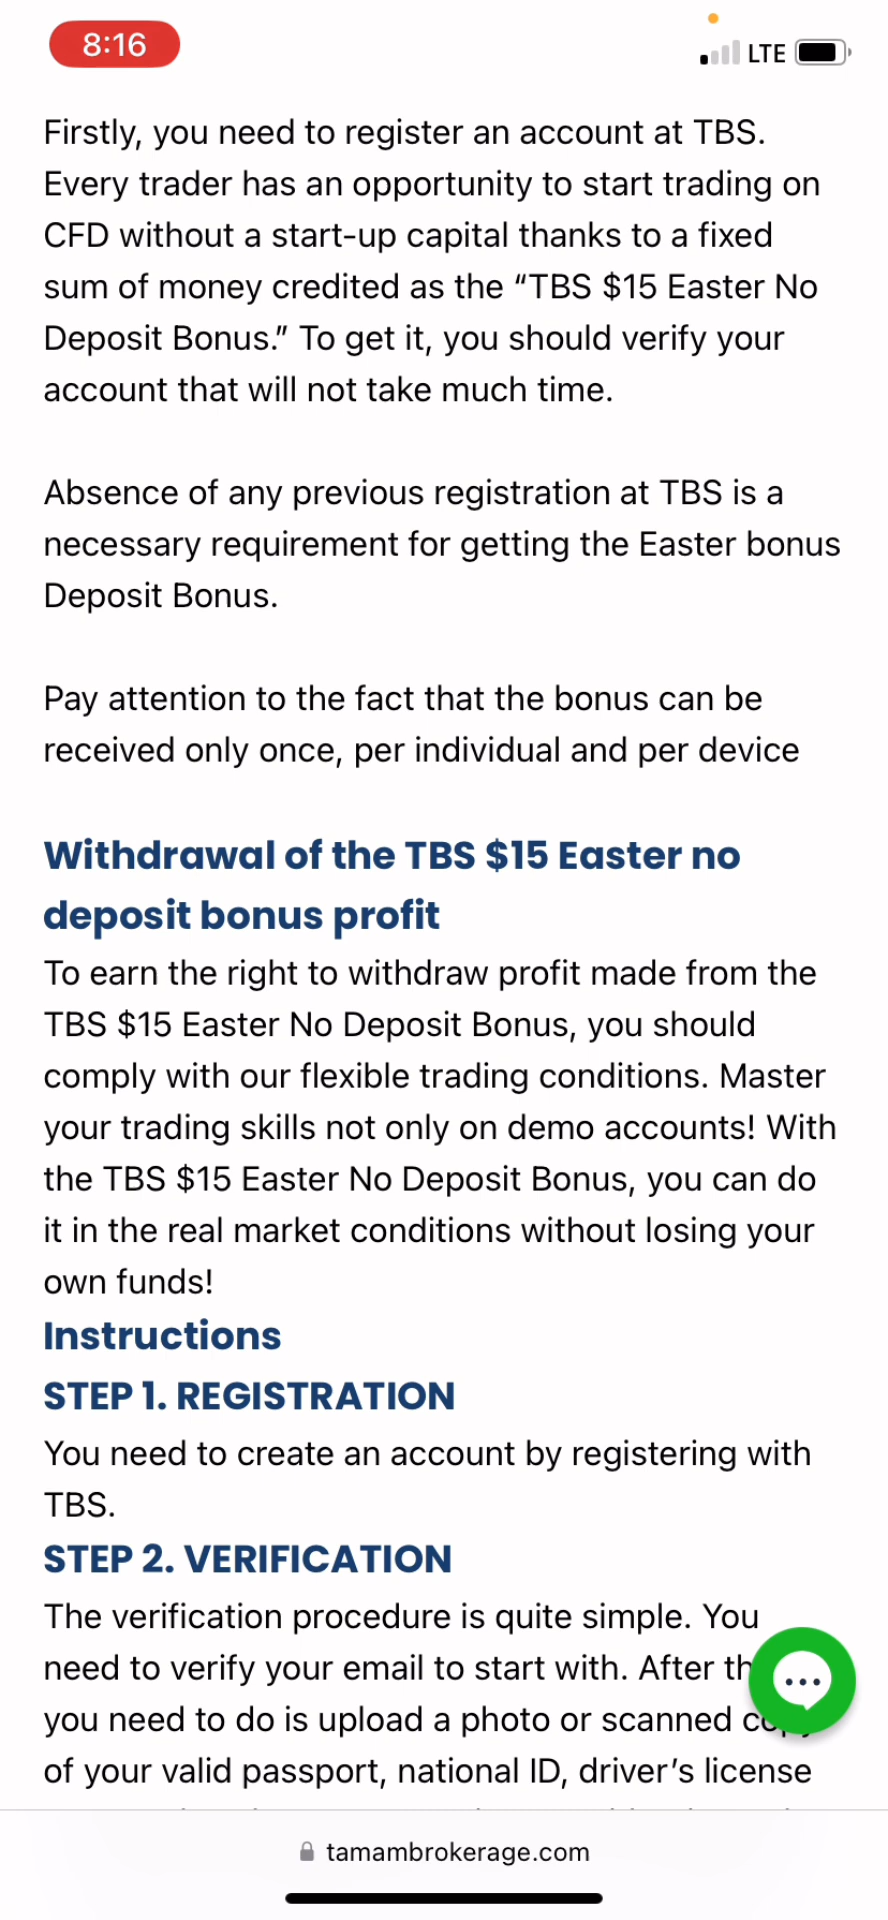 8:16
LTE
Firstly, you need to register an account at TBS.
Every trader has an opportunity to start trading on
CFD without a start-up capital thanks to a fixed
sum of money credited as the “TBS $15 Easter No
Deposit Bonus.” To get it, you should verify your
account that will not take much time.
Absence of any previous registration at TBS is a
necessary requirement for getting the Easter bonus
Deposit Bonus.
Pay attention to the fact that the bonus can be
received only once, per individual and per device
Withdrawal of the TBS $15 Easter no
deposit bonus profit
To earn the right to withdraw profit made from the
TBS $15 Easter No Deposit Bonus, you should
comply with our flexible trading conditions. Master
your trading skills not only on demo accounts! With
the TBS $15 Easter No Deposit Bonus, you can do
it in the real market conditions without losing your
own funds!
Instructions
STEP 1. REGISTRATION
You need to create an account by registering with
TBS.
STEP 2. VERIFICATION
The verification procedure is quite simple. You
need to verify your email to start with. After
you need to do is upload a photo or scanned
of your valid passport, national ID, driver’s license
tamambrokerage.com